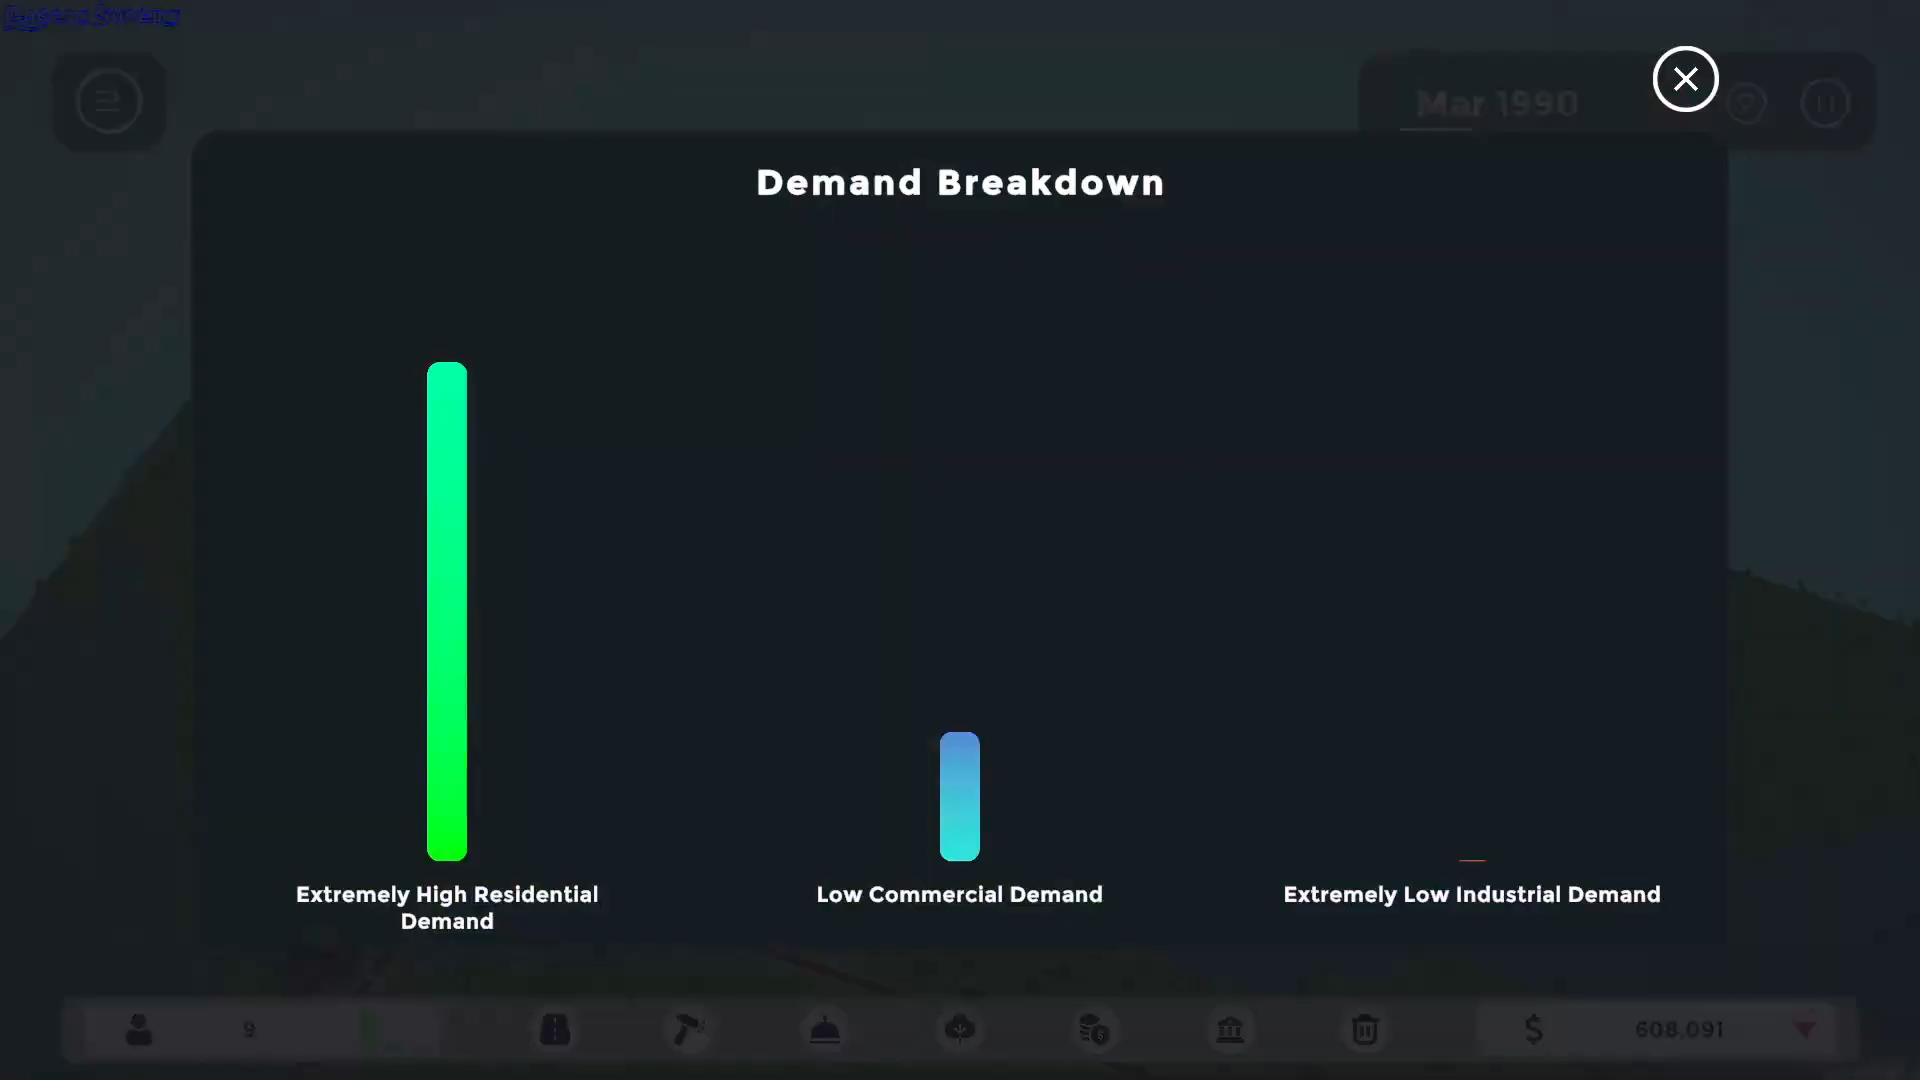 Mar 1990
Demand Breakdown
Extremely High Residential
Demand
Low Commercial Demand
Extremely Low Industrial Demand
9
$
608,091